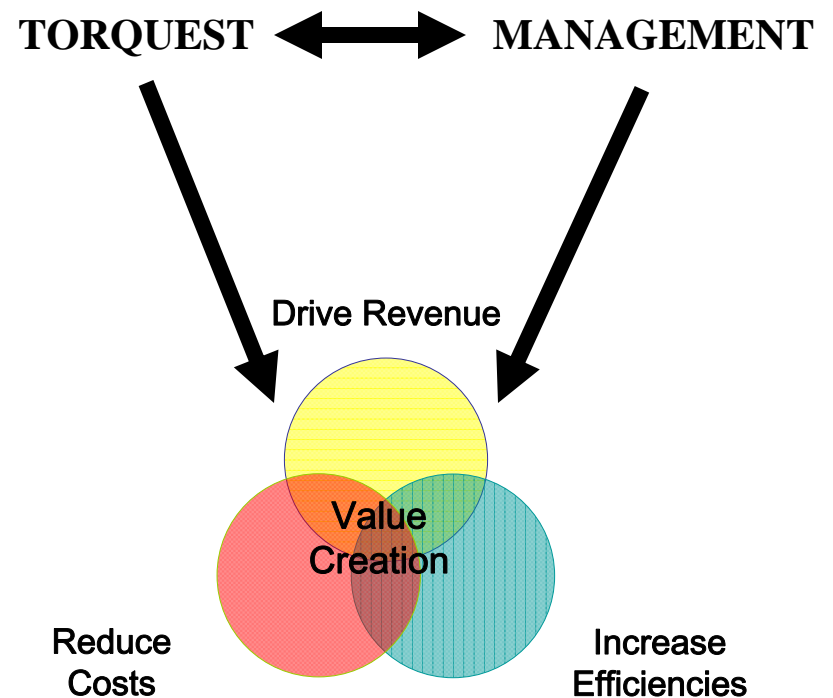 TORQUEST
MANAGEMENT
Drive Revenue
Value
Creation
Reduce
Costs
Increase
Efficiencies